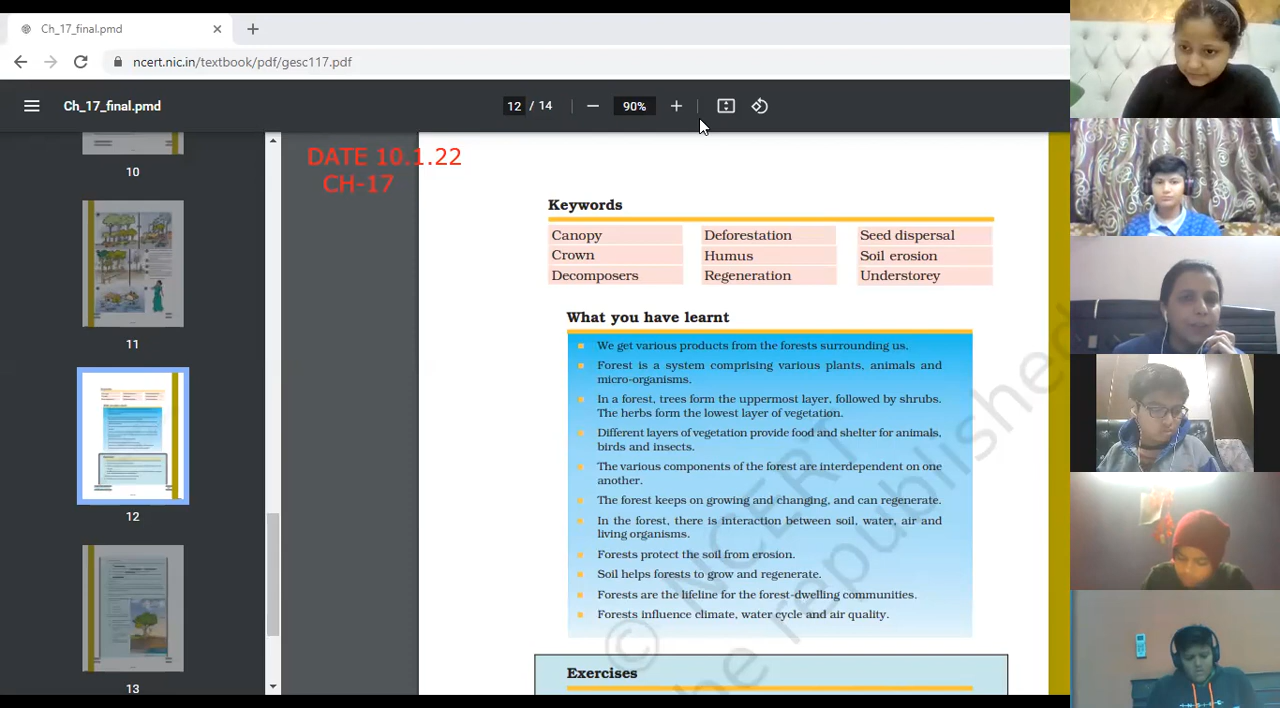 Ch_17_final.pmd
ncert.nic.in/textbook/pdf/gesc117.pdf
Ch_17_final.pmd
12 / 14
90%
DATE 10.1.22
CH-17
10
11
12
13
Keywords
Canopy Deforestation Seed dispersal
Crown Humus Soil erosion
Decomposers Regeneration Understorey
What you have learnt
We get various products from the forests surrounding us.
Forest is a system comprising various plants, animals and
micro-organisms.
In a forest, trees form the uppermost layer, followed by shrubs.
The herbs form the lowest layer of vegetation.
Different layers of vegetation provide food and shelter for animals,
birds and insects.
The various components of the forest are interdependent on one
another.
The forest keeps on growing and changing, and can regenerate.
In the forest, there is interaction between soil, water, air and
living organisms.
Forests protect the soil from erosion.
Soil helps forests to grow and regenerate.
Forests are the lifeline for the forest-dwelling communities.
Forests influence climate, water cycle and air quality.
Exercises
© NCERT
be republished